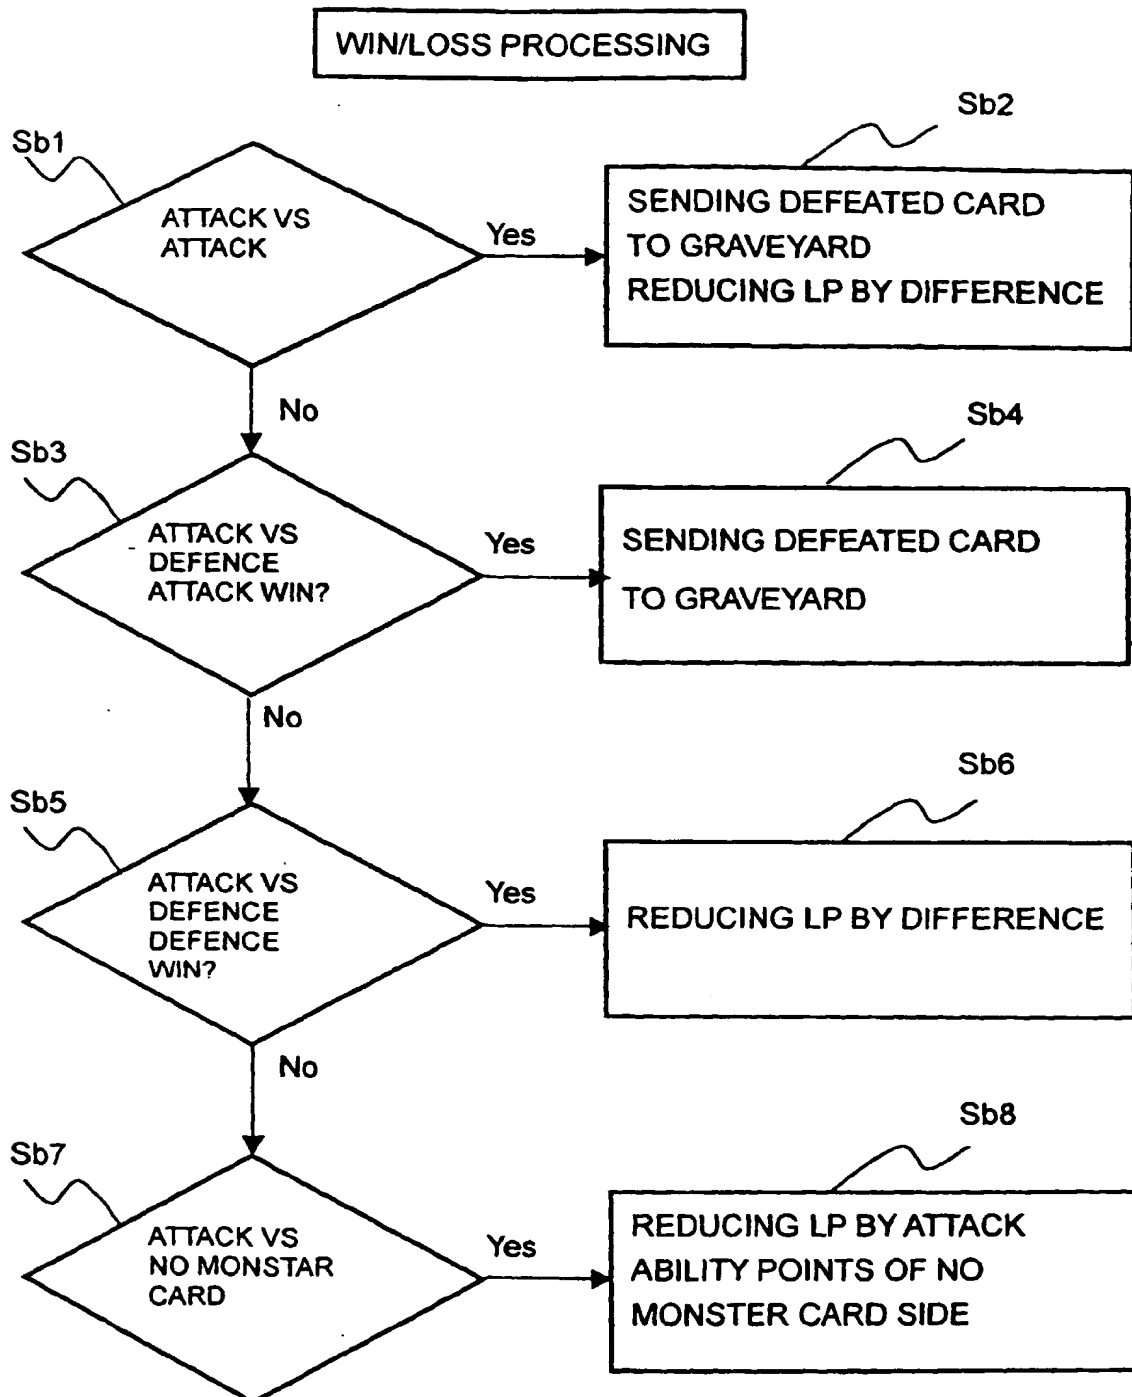 WIN/LOSS PROCESSING
Sb1
ATTACK VS
ATTACK
Yes
Sb2
SENDING DEFEATED CARD
TO GRAVEYARD
REDUCING LP BY DIFFERENCE
No
Sb3
ATTACK VS
DEFENCE
ATTACK WIN?
Yes
Sb4
SENDING DEFEATED CARD
TO GRAVEYARD
No
Sb5
ATTACK VS
DEFENCE
DEFENCE
WIN?
Yes
Sb6
REDUCING LP BY DIFFERENCE
No
Sb7
ATTACK VS
NO MONSTAR
CARD
Yes
Sb8
REDUCING LP BY ATTACK
ABILITY POINTS OF NO
MONSTER CARD SIDE